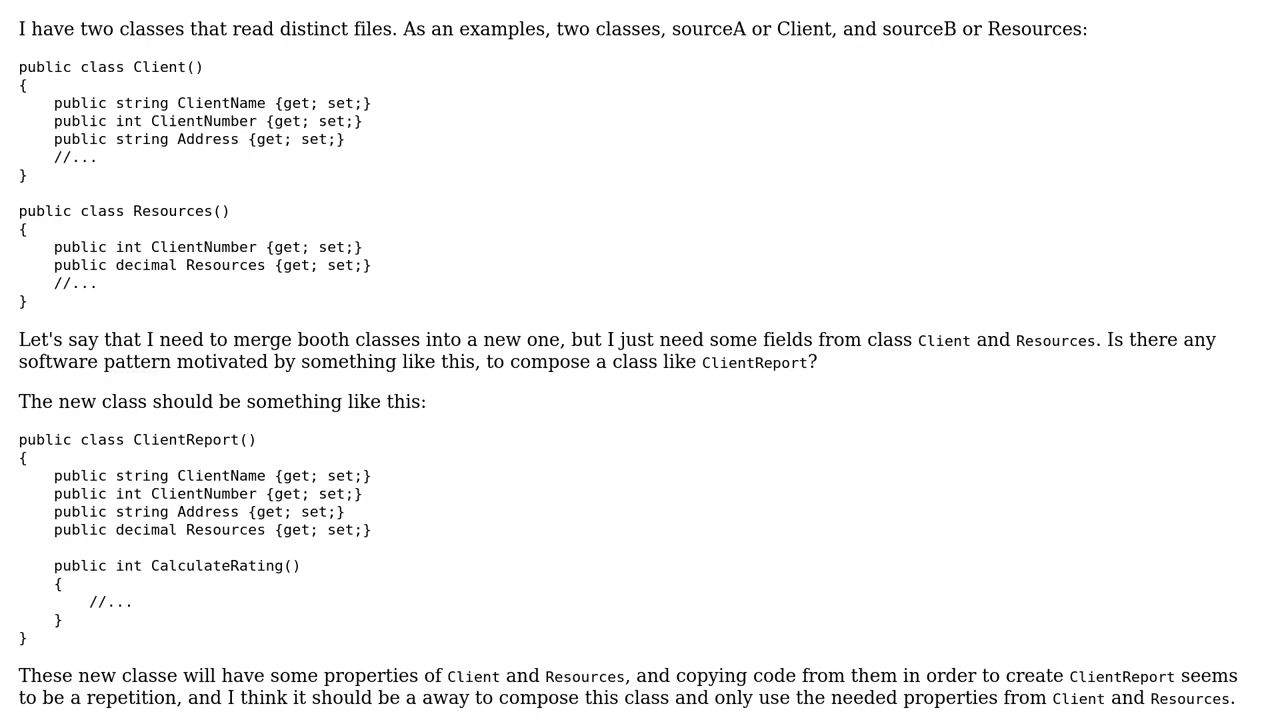 I have two classes that read distinct files. As an examples, two classes, sourceA or Client, and sourceB or Resources:
public class Client()
{
    public string ClientName {get; set;}
    public int ClientNumber {get; set;}
    public string Address {get; set;}
    //...
}
public class Resources()
{
    public int ClientNumber {get; set;}
    public decimal Resources {get; set;}
    //...
}
Let's say that I need to merge booth classes into a new one, but I just need some fields from class Client and Resources. Is there any
software pattern motivated by something like this, to compose a class like ClientReport?
The new class should be something like this:
public class ClientReport()
{
    public string ClientName {get; set;}
    public int ClientNumber {get; set;}
    public string Address {get; set;}
    public decimal Resources {get; set;}
    public int CalculateRating()
    {
        //...
    }
}
These new classe will have some properties of Client and Resources, and copying code from them in order to create ClientReport seems
to be a repetition, and I think it should be a away to compose this class and only use the needed properties from Client and Resources.